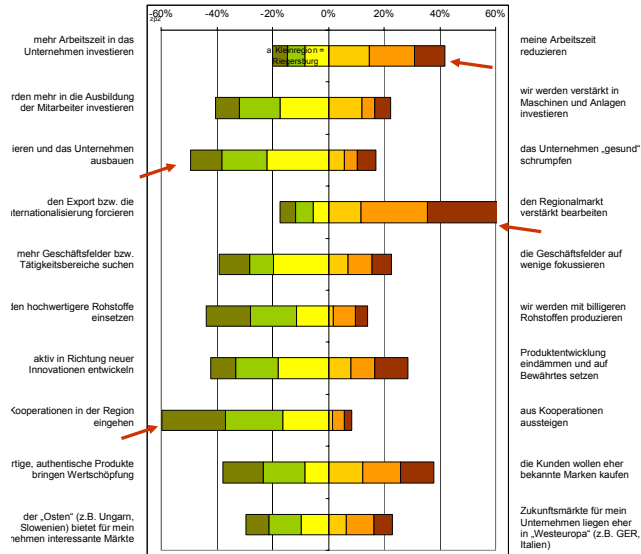 -60% -40% -20% 0% 20% 40% 60%
mehr Arbeitszeit in das
Unternehmen investieren
a Kleinregion =
Riegersburg
meine Arbeitszeit
reduzieren
rden mehr in die Ausbildung
der Mitarbeiter investieren
wir werden verstärkt in
Maschinen und Anlagen
investieren
ieren und das Unternehmen
ausbauen
das Unternehmen „gesund“
schrumpfen
den Export bzw. die
nternationalisierung forcieren
den Regionalmarkt
verstärkt bearbeiten
mehr Geschäftsfelder bzw.
Tätigkeitsbereiche suchen
die Geschäftsfelder auf
wenige fokussieren
den hochwertigere Rohstoffe
einsetzen
wir werden mit billigeren
Rohstoffen produzieren
aktiv in Richtung neuer
Innovationen entwickeln
Produktentwicklung
eindämmen und auf
Bewährtes setzen
Kooperationen in der Region
eingehen
aus Kooperationen
aussteigen
rtige, authentische Produkte
bringen Wertschöpfung
die Kunden wollen eher
bekannte Marken kaufen
der „Osten“ (z.B. Ungarn,
Slowenien) bietet für mein
nehmen interessante Märkte
Zukunftsmärkte für mein
Unternehmen liegen eher
in „Westeuropa“ (z.B. GER,
Italien)